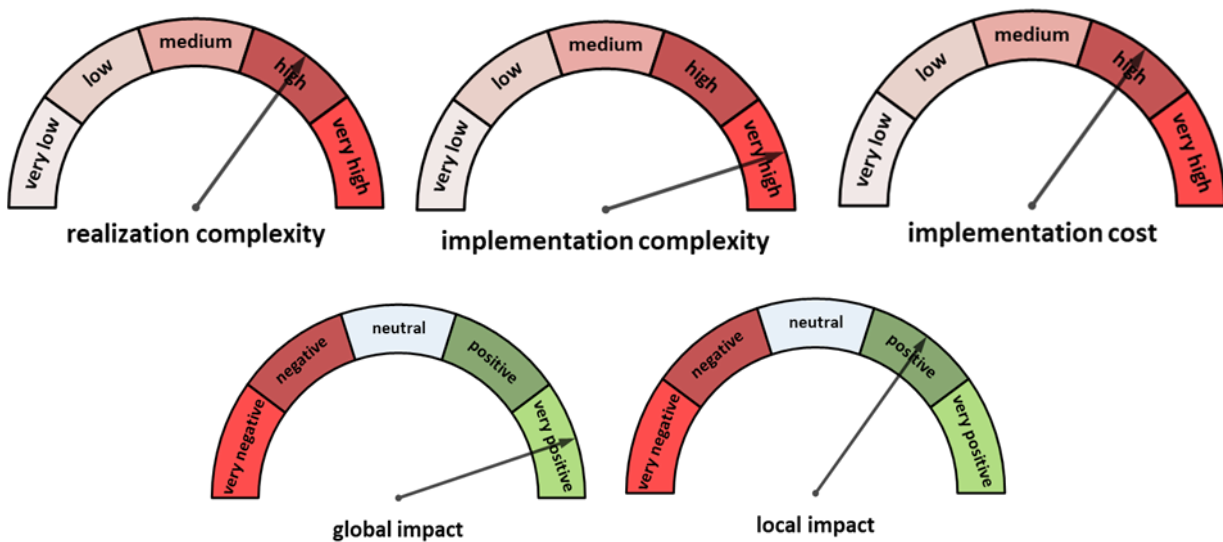 very low
low
medium
high
very high
realization complexity
very low
low
medium
high
very high
implementation complexity
very low
low
medium
high
very high
implementation cost
very negative
negative
neutral
positive
very positive
global impact
very negative
negative
neutral
positive
very positive
local impact